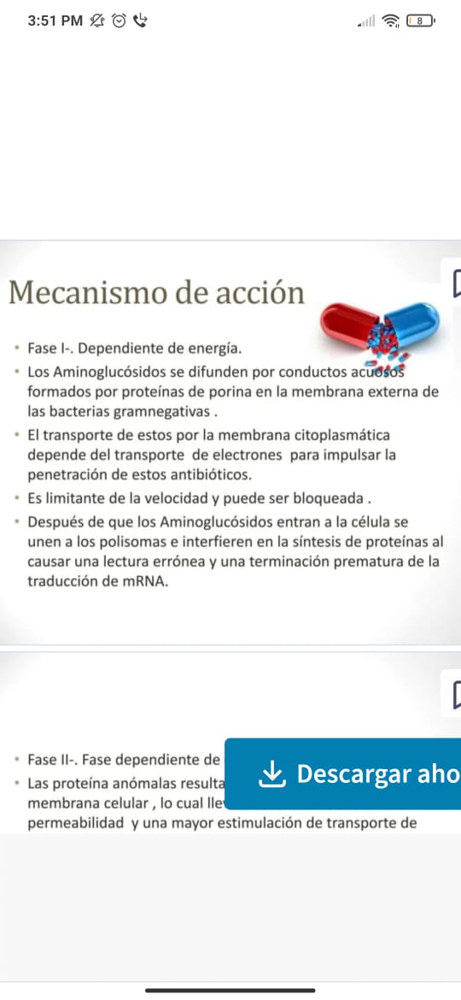 3:51 PM
8
Mecanismo de acción
• Fase I-. Dependiente de energía.
• Los Aminoglucósidos se difunden por conductos acuosos
formados por proteínas de porina en la membrana externa de
las bacterias gramnegativas .
• El transporte de estos por la membrana citoplasmática
depende del transporte de electrones para impulsar la
penetración de estos antibióticos.
• Es limitante de la velocidad y puede ser bloqueada .
• Después de que los Aminoglucósidos entran a la célula se
unen a los polisomas e interfieren en la síntesis de proteínas al
causar una lectura errónea y una terminación prematura de la
traducción de mRNA.
• Fase II-. Fase dependiente de
• Las proteína anómalas resulta
membrana celular , lo cual lle
permeabilidad y una mayor estimulación de transporte de
Descargar aho